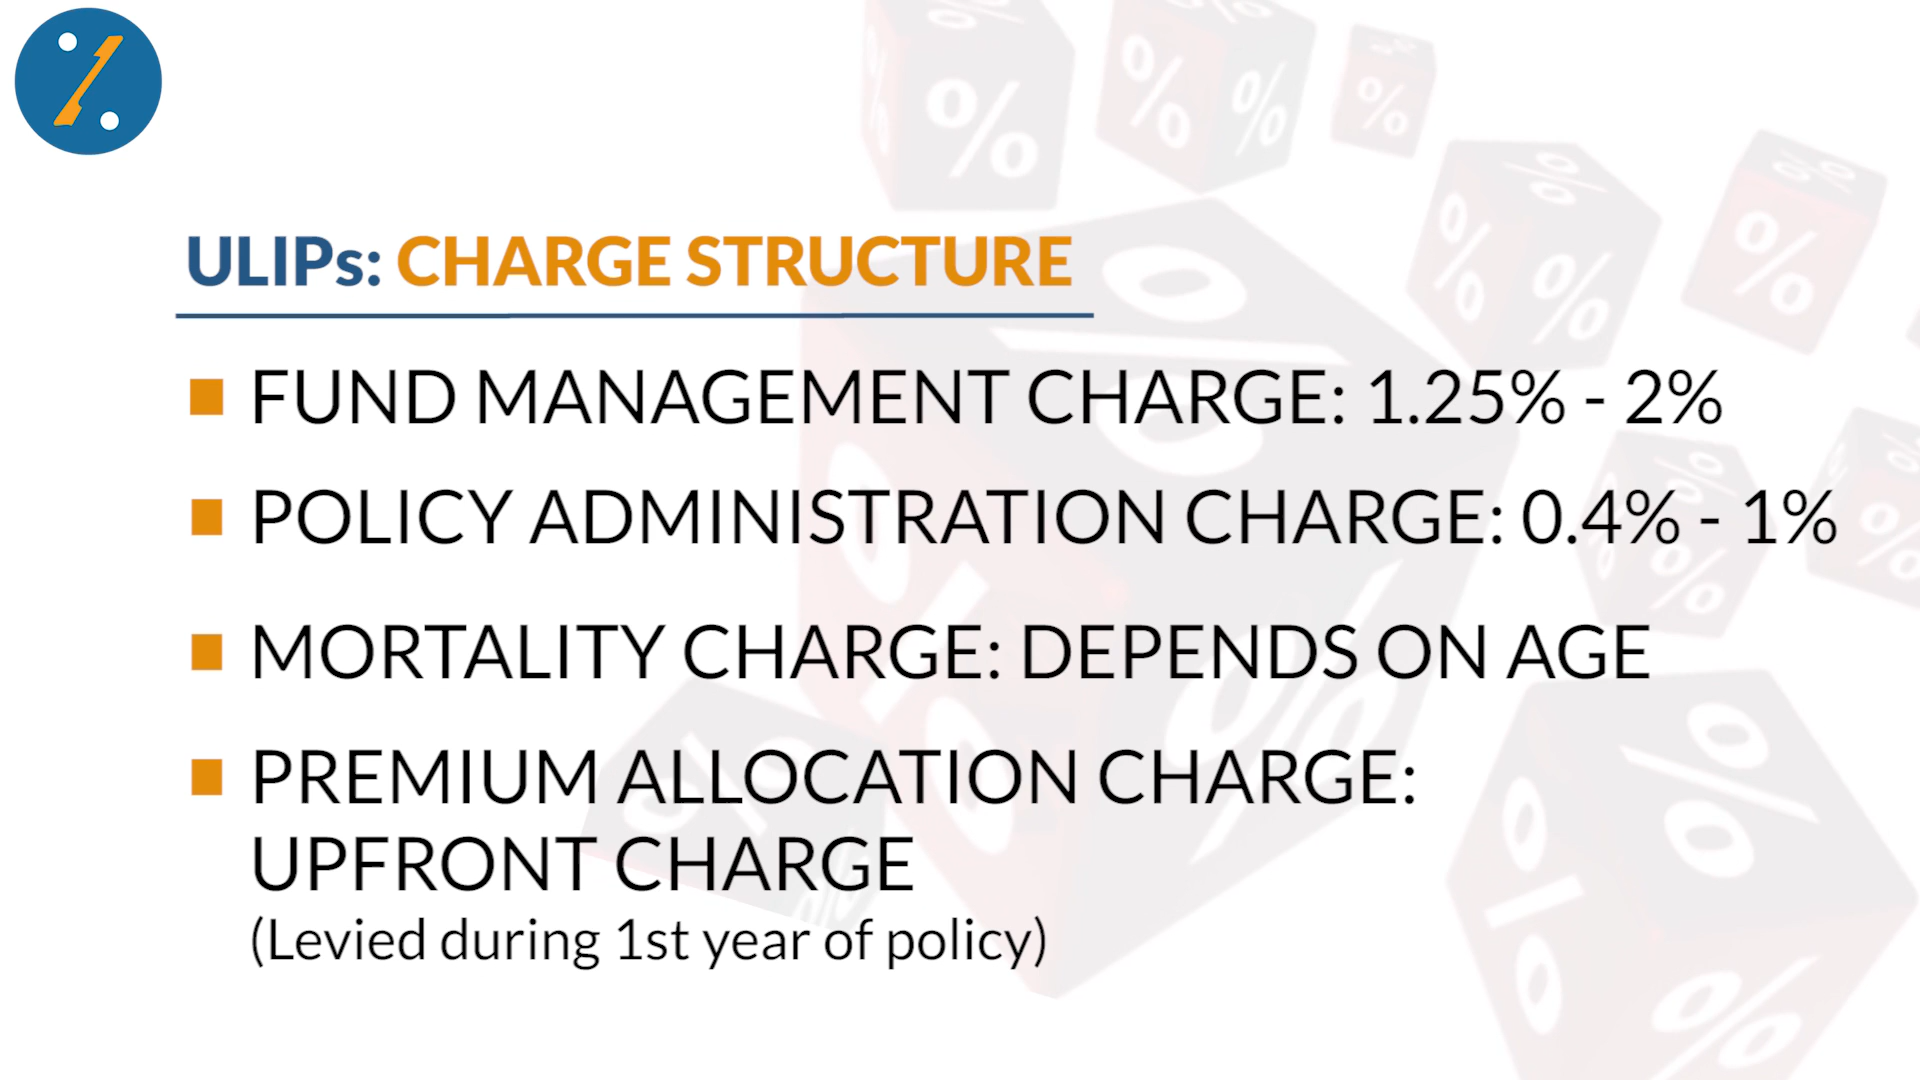 ULIPs: CHARGE STRUCTURE
FUND MANAGEMENT CHARGE: 1.25% - 2%
POLICY ADMINISTRATION CHARGE: 0.4% - 1%
MORTALITY CHARGE: DEPENDS ON AGE
PREMIUM ALLOCATION CHARGE:
UPFRONT CHARGE
(Levied during 1st year of policy)